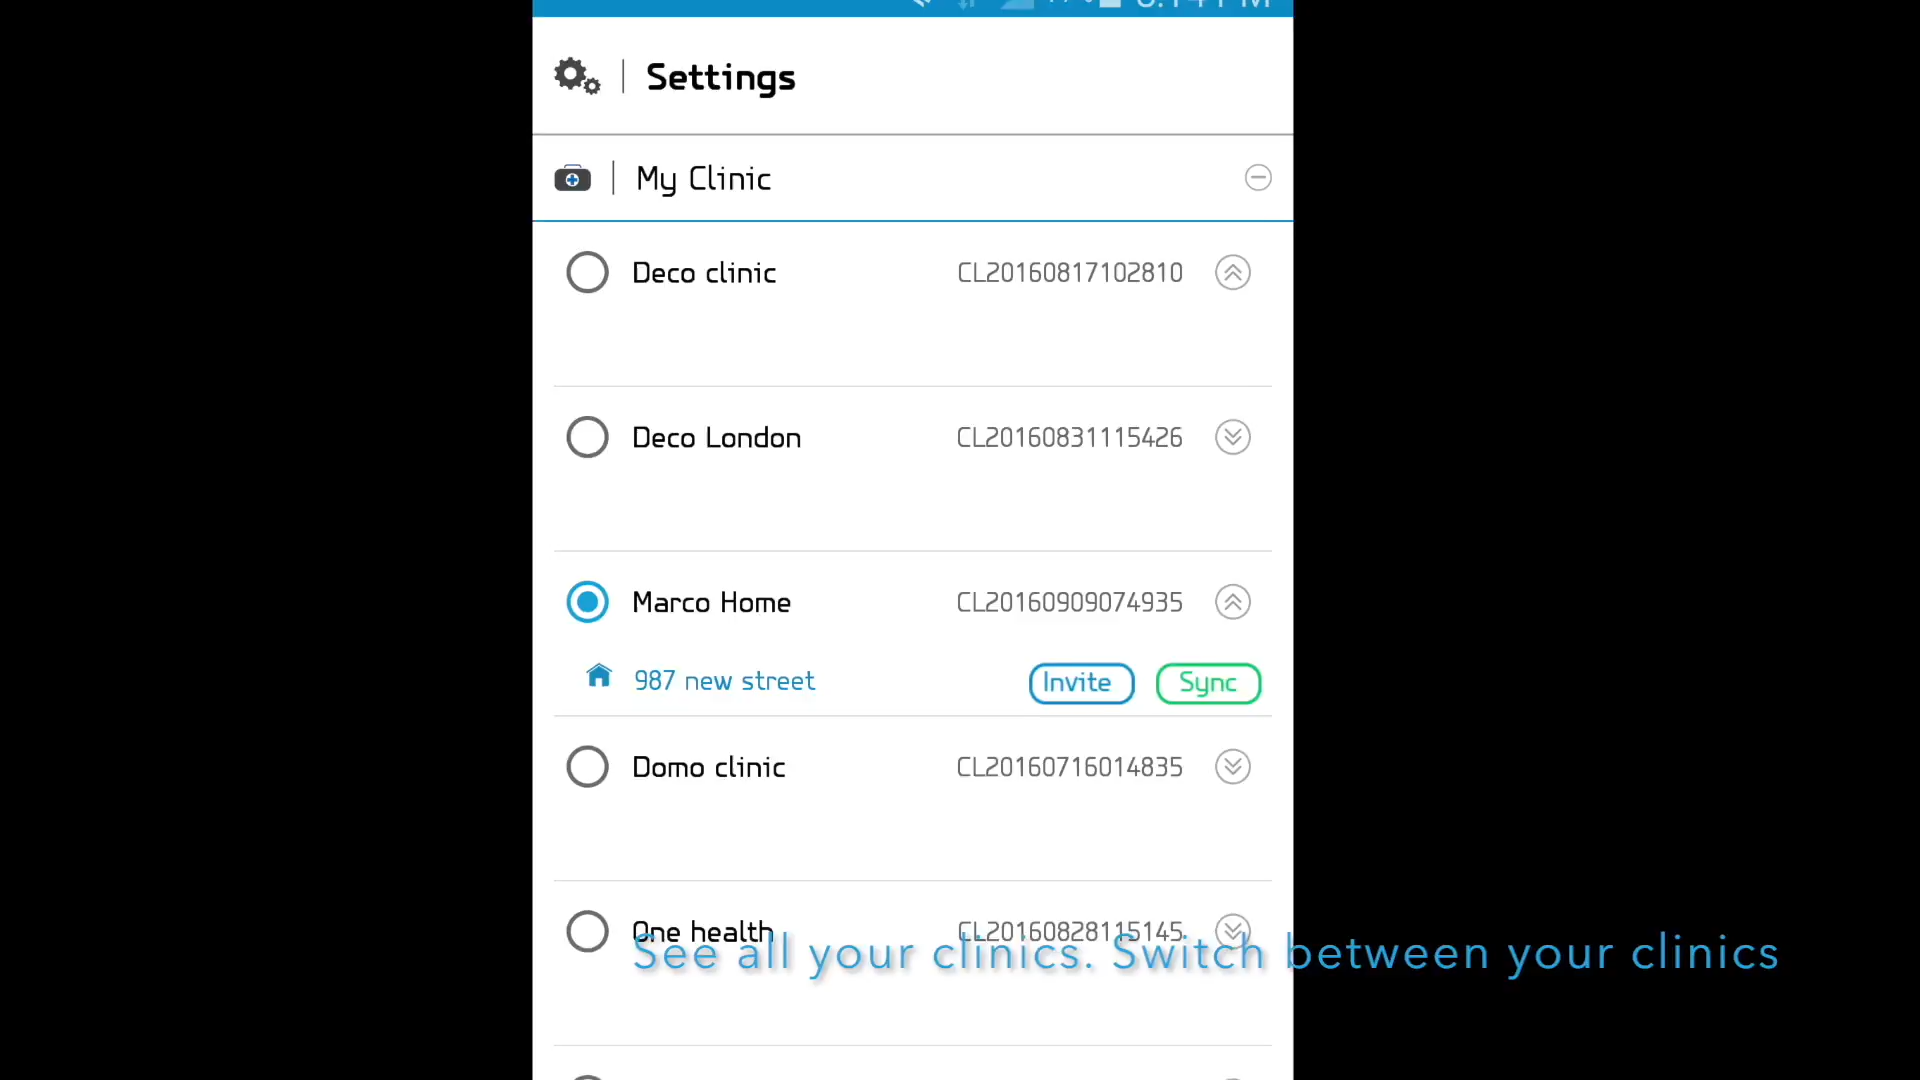 Settings
My Clinic
Deco clinic CL20160817102810
Deco London CL20160831115426
Marco Home CL20160909074935
987 new street Invite Sync
Domo clinic CL20160716014835
One health CL20160828115145
See all your clinics. Switch between your clinics